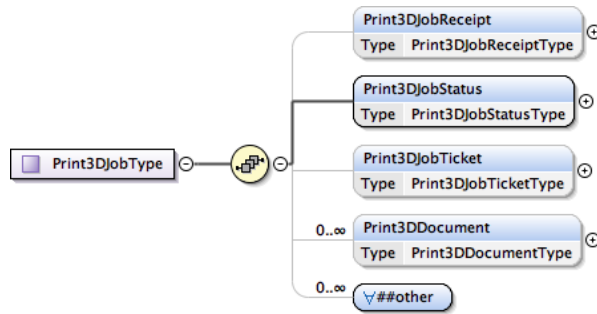 Print3DJobReceipt
Type Print3DJobReceiptType
Print3DJobStatus
Type Print3DJobStatusType
Print3DJobType
Print3DJobTicket
Type Print3DJobTicketType
0..∞
Print3DDocument
Type Print3DDocumentType
0..∞
∀##other